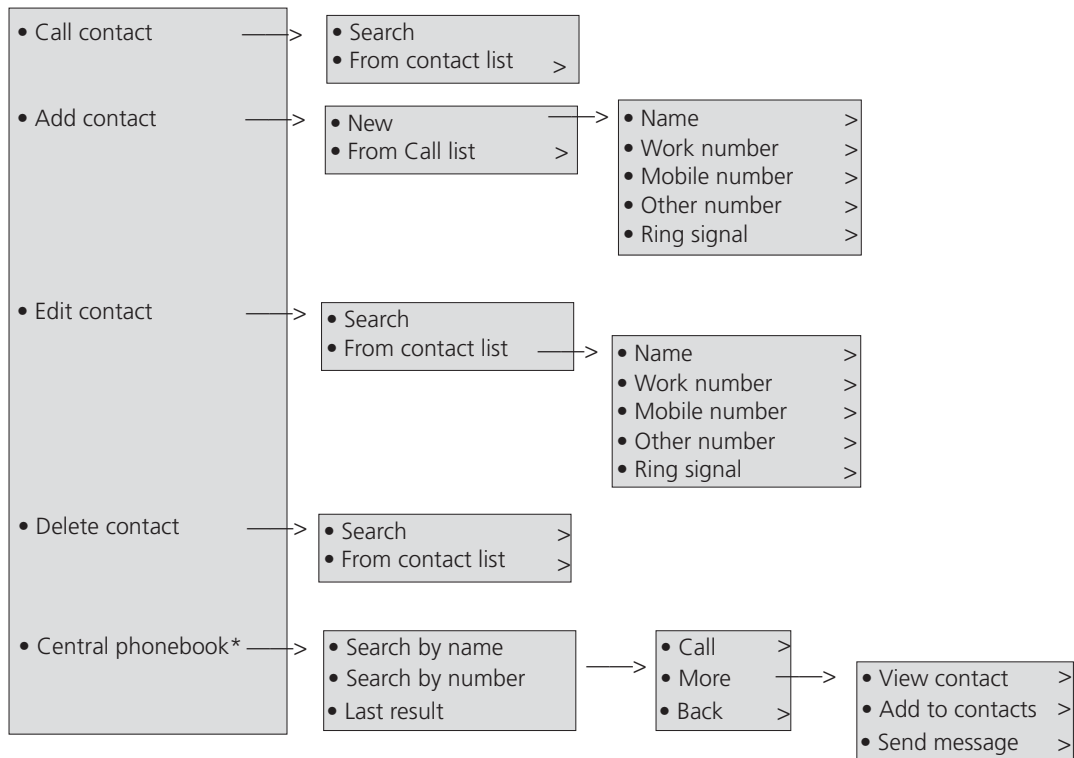 • Call contact ——> • Search
• From contact list >
• Add contact ——> • New ——> • Name >
• From Call list > • Work number >
• Mobile number >
• Other number >
• Ring signal >
• Edit contact ——> • Search
• From contact list ——> • Name >
• Work number >
• Mobile number >
• Other number >
• Ring signal >
• Delete contact ——> • Search >
• From contact list >
• Central phonebook* ——> • Search by name ——> • Call >
• Search by number • More ——> • View contact >
• Last result • Back > • Add to contacts >
• Send message >